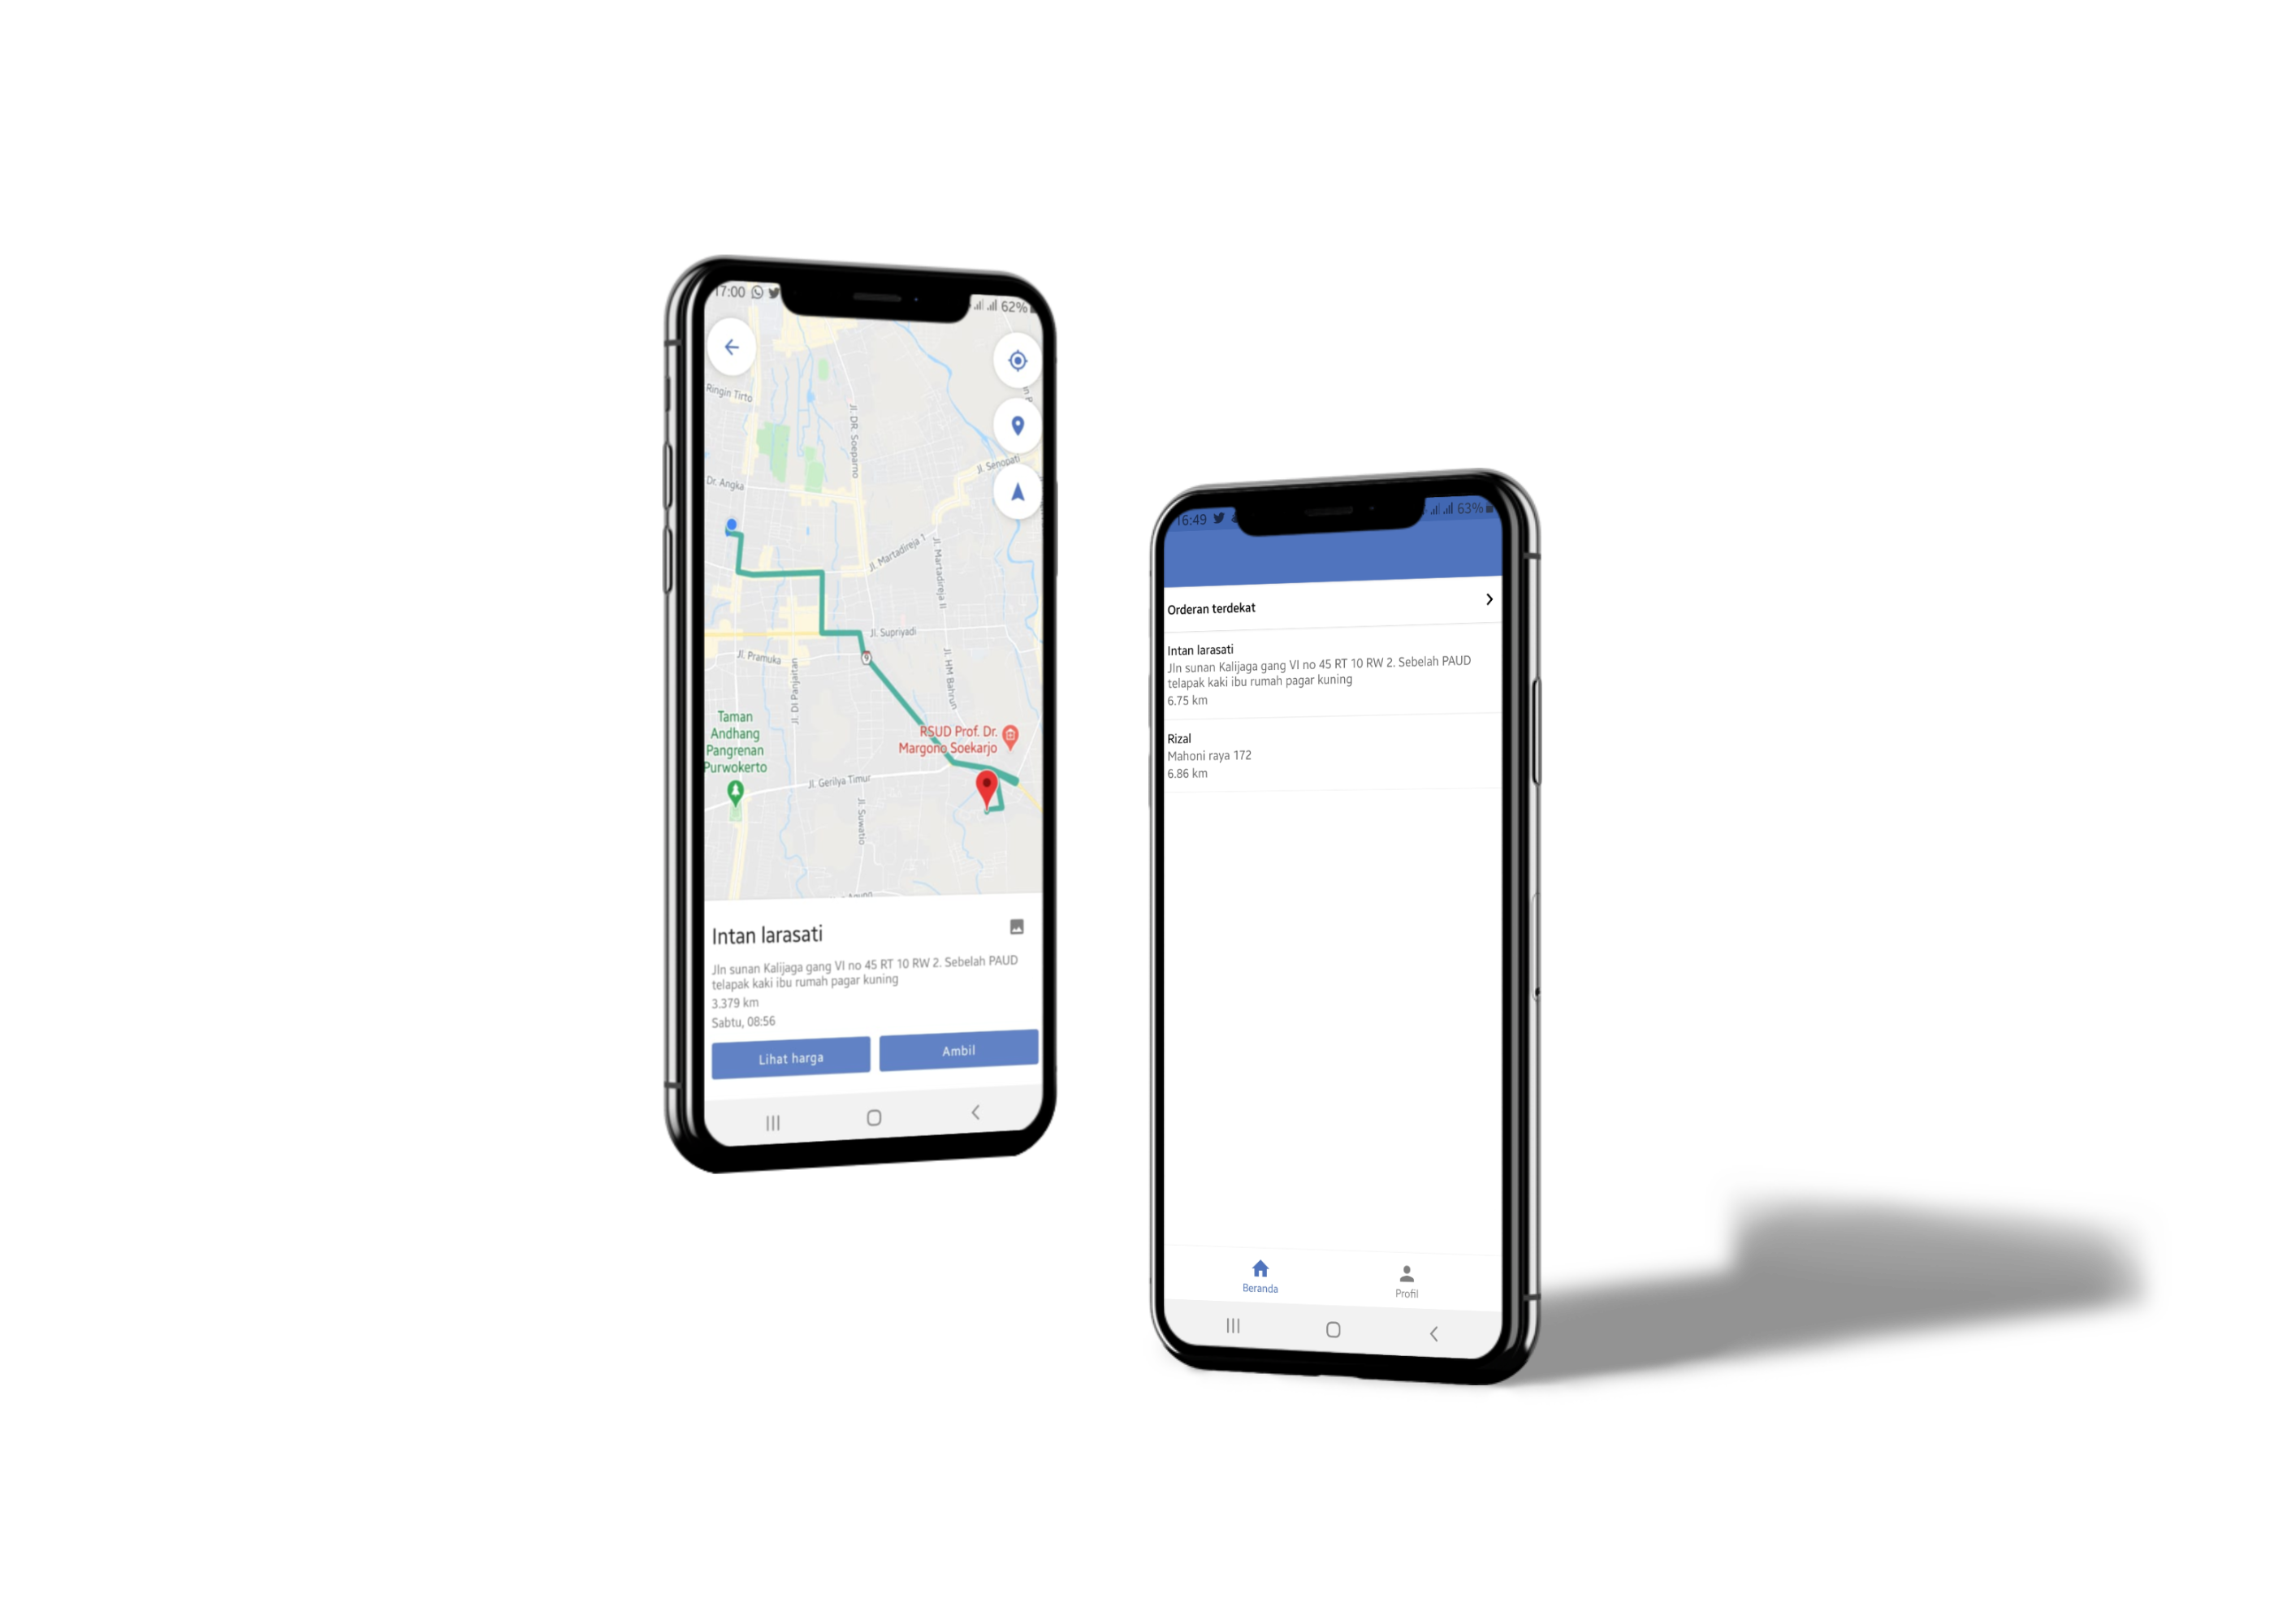 17:00
62%
Ringin Tirto
Jl. DR. Soeparno
Jl. Senopati
Dr. Angka
Jl. Martadireja 1
Jl. Martadireja II
Jl. Supriyadi
Jl. Pramuka
Jl. DI Panjaitan
Jl. HM Bahrun
Taman
Andhang
Pangrenan
Purwokerto
RSUD Prof. Dr.
Margono Soekarjo
Jl. Gerilya Timur
Jl. Suwatio
Intan larasati
Jln sunan Kalijaga gang VI no 45 RT 10 RW 2. Sebelah PAUD
telapak kaki ibu rumah pagar kuning
3.379 km
Sabtu, 08:56
Lihat harga
Ambil
16:49
63%
Orderan terdekat
Intan larasati
Jln sunan Kalijaga gang VI no 45 RT 10 RW 2. Sebelah PAUD
telapak kaki ibu rumah pagar kuning
6.75 km
Rizal
Mahoni raya 172
6.86 km
Beranda
Profil